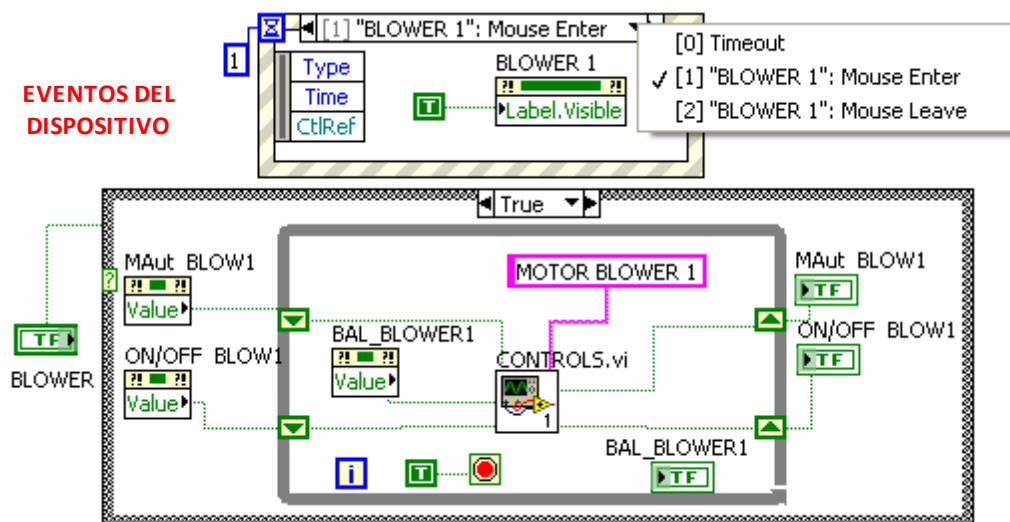 [1] "BLOWER 1": Mouse Enter
[0] Timeout
[1] "BLOWER 1": Mouse Enter
[2] "BLOWER 1": Mouse Leave
1
Type
Time
CtlRef
BLOWER 1
T
Label.Visible
EVENTOS DEL
DISPOSITIVO
True
?
MAut BLOW1
Value
ON/OFF BLOW1
Value
TF
BLOWER
MOTOR BLOWER 1
BAL_BLOWER1
Value
CONTROLS.vi
1
i
T
BAL_BLOWER1
TF
MAut BLOW1
TF
ON/OFF BLOW1
TF